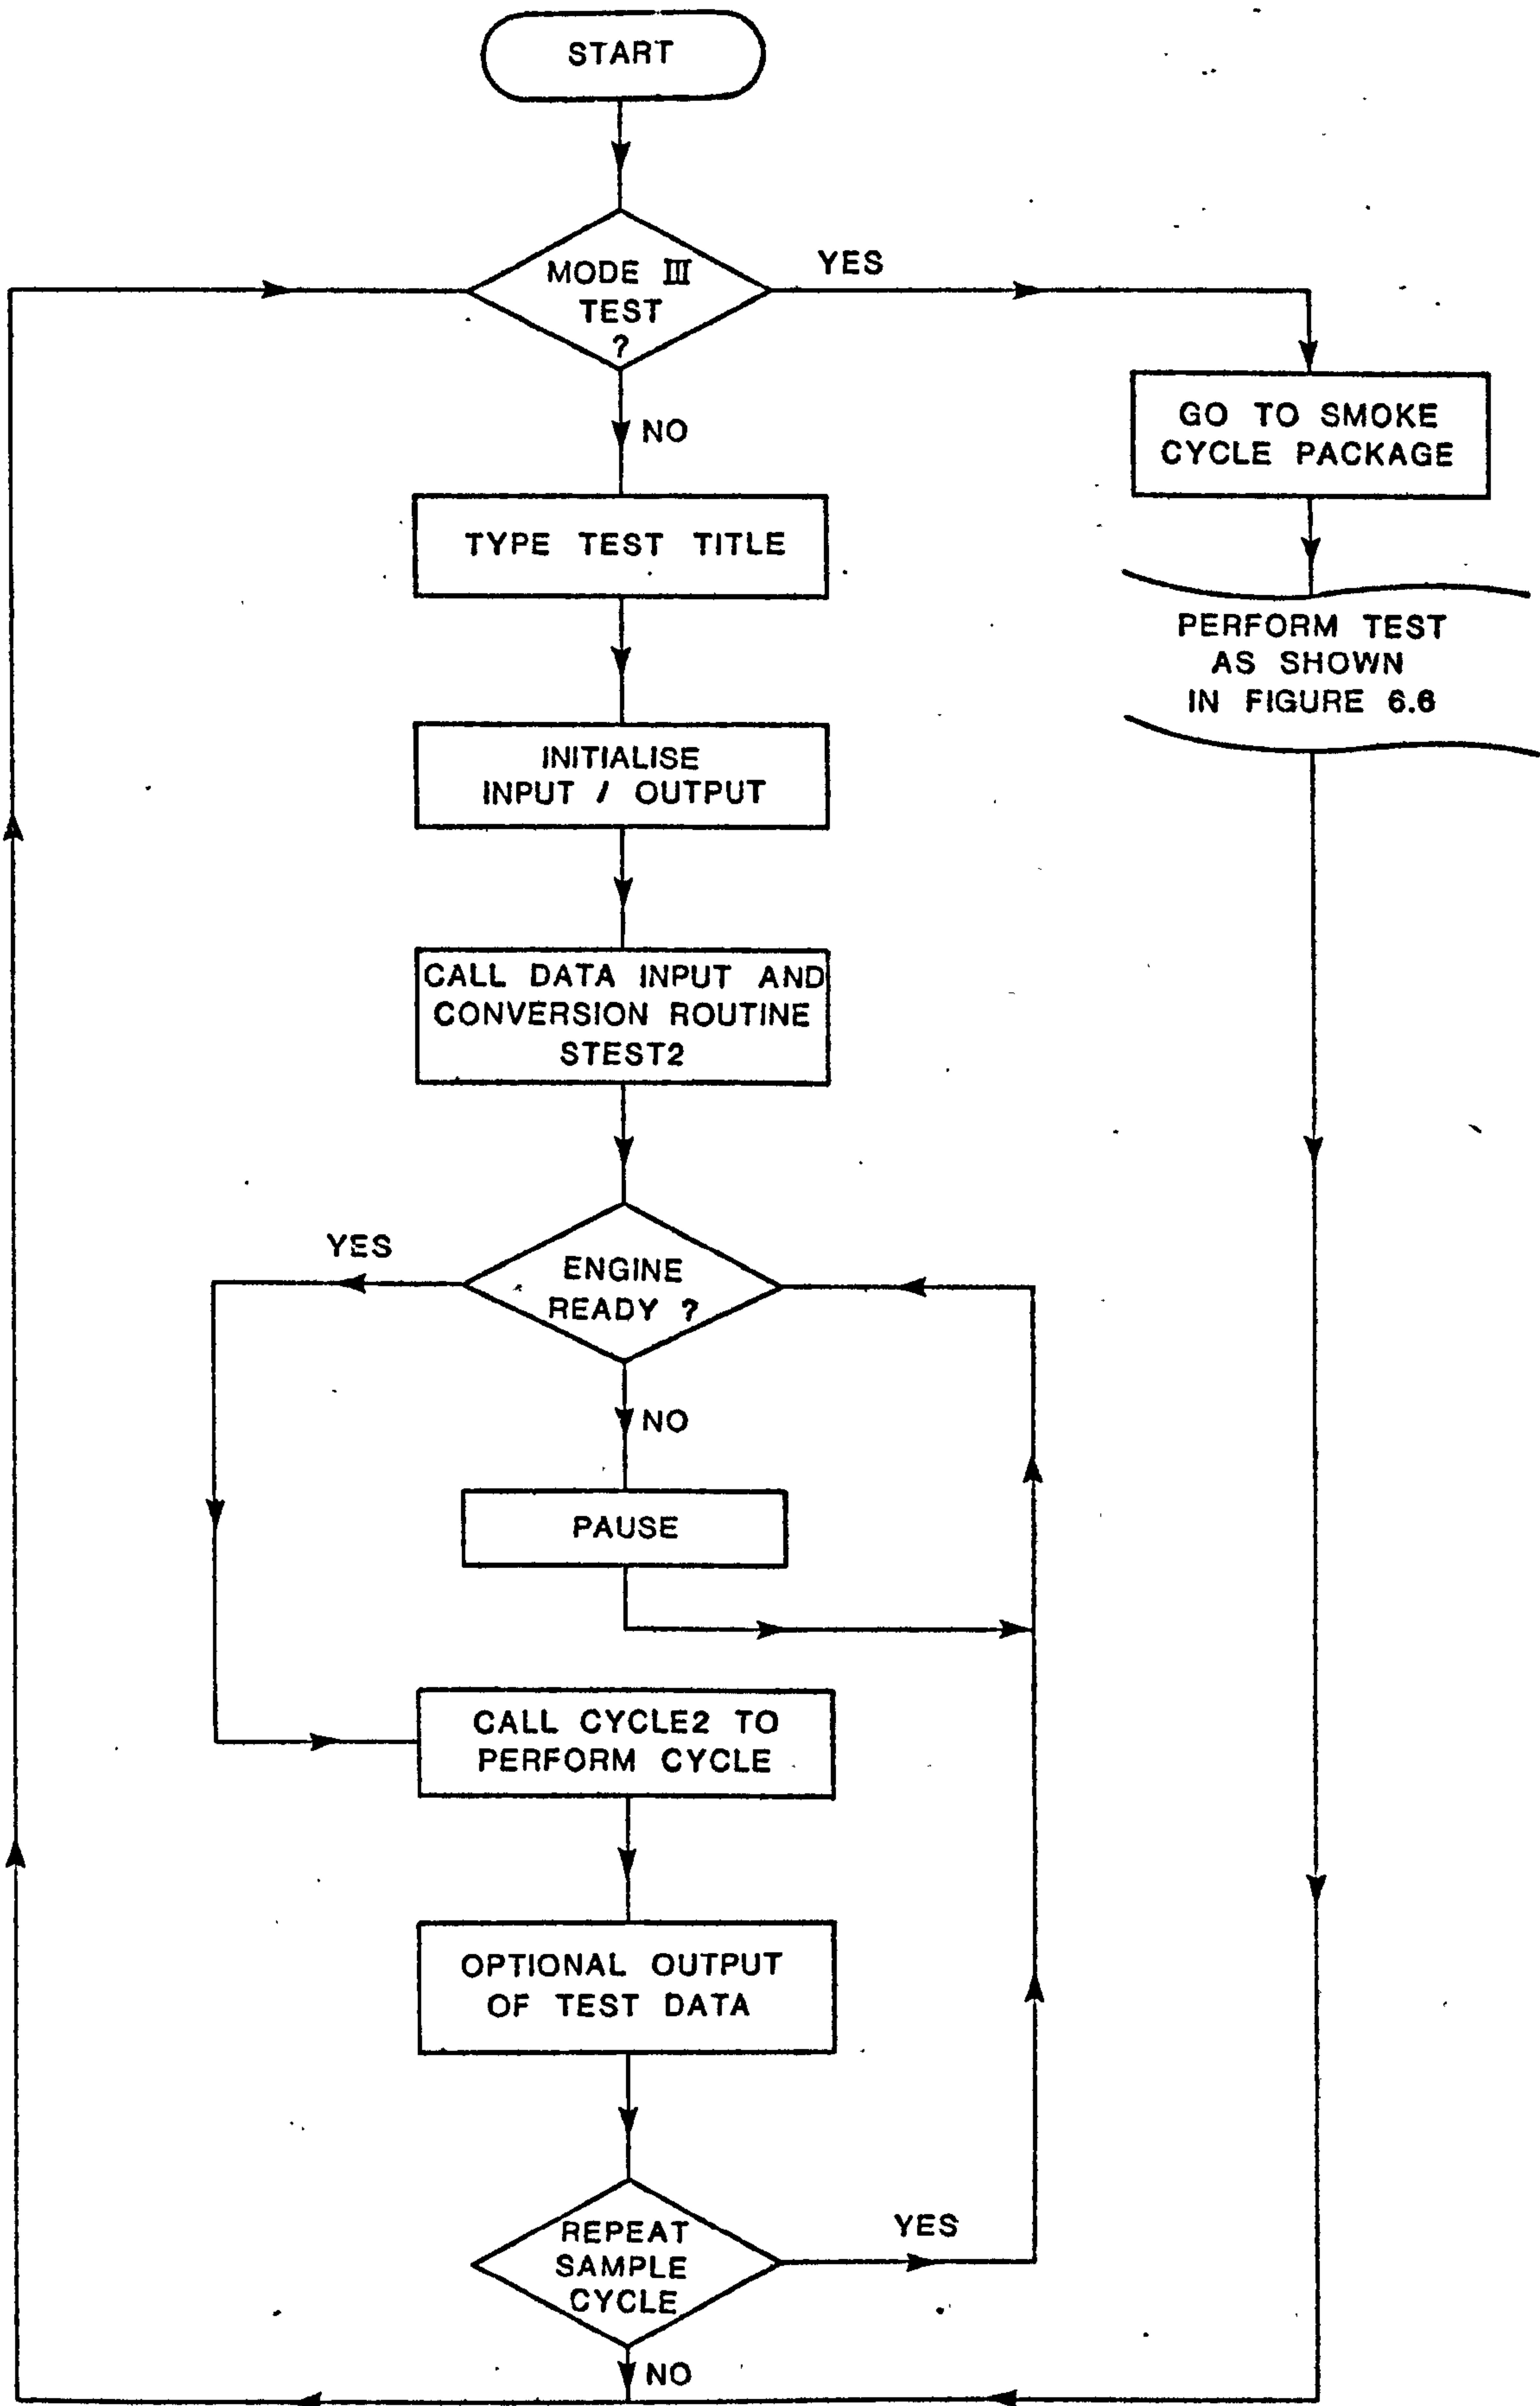 START
MODE III
TEST
?
YES
NO
GO TO SMOKE
CYCLE PACKAGE
TYPE TEST TITLE
PERFORM TEST
AS SHOWN
IN FIGURE 6.6
INITIALISE
INPUT / OUTPUT
CALL DATA INPUT AND
CONVERSION ROUTINE
STEST2
YES
ENGINE
READY ?
NO
PAUSE
CALL CYCLE2 TO
PERFORM CYCLE
OPTIONAL OUTPUT
OF TEST DATA
REPEAT
SAMPLE
CYCLE
YES
NO